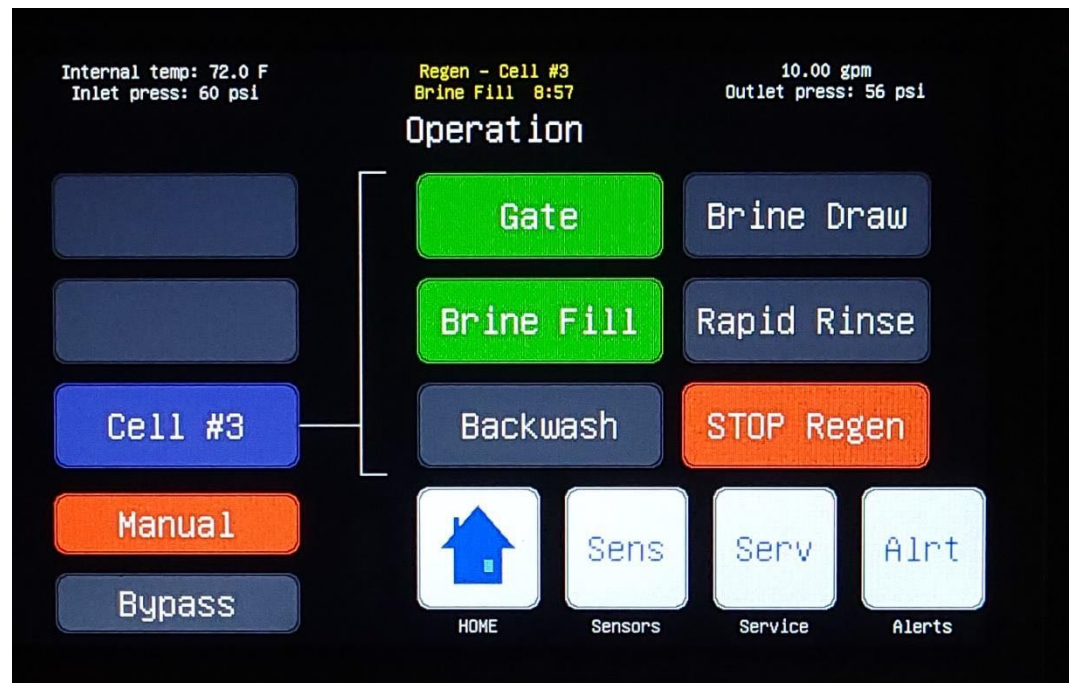 Internal temp: 72.0 F
Inlet press: 60 psi
Regen - Cell #3
Brine Fill 8:57
10.00 gpm
Outlet press: 56 psi
Operation
Gate
Brine Draw
Brine Fill
Rapid Rinse
Cell #3
Backwash
STOP Regen
Manual
Bypass
Sens
Serv
Alrt
HOME
Sensors
Service
Alerts